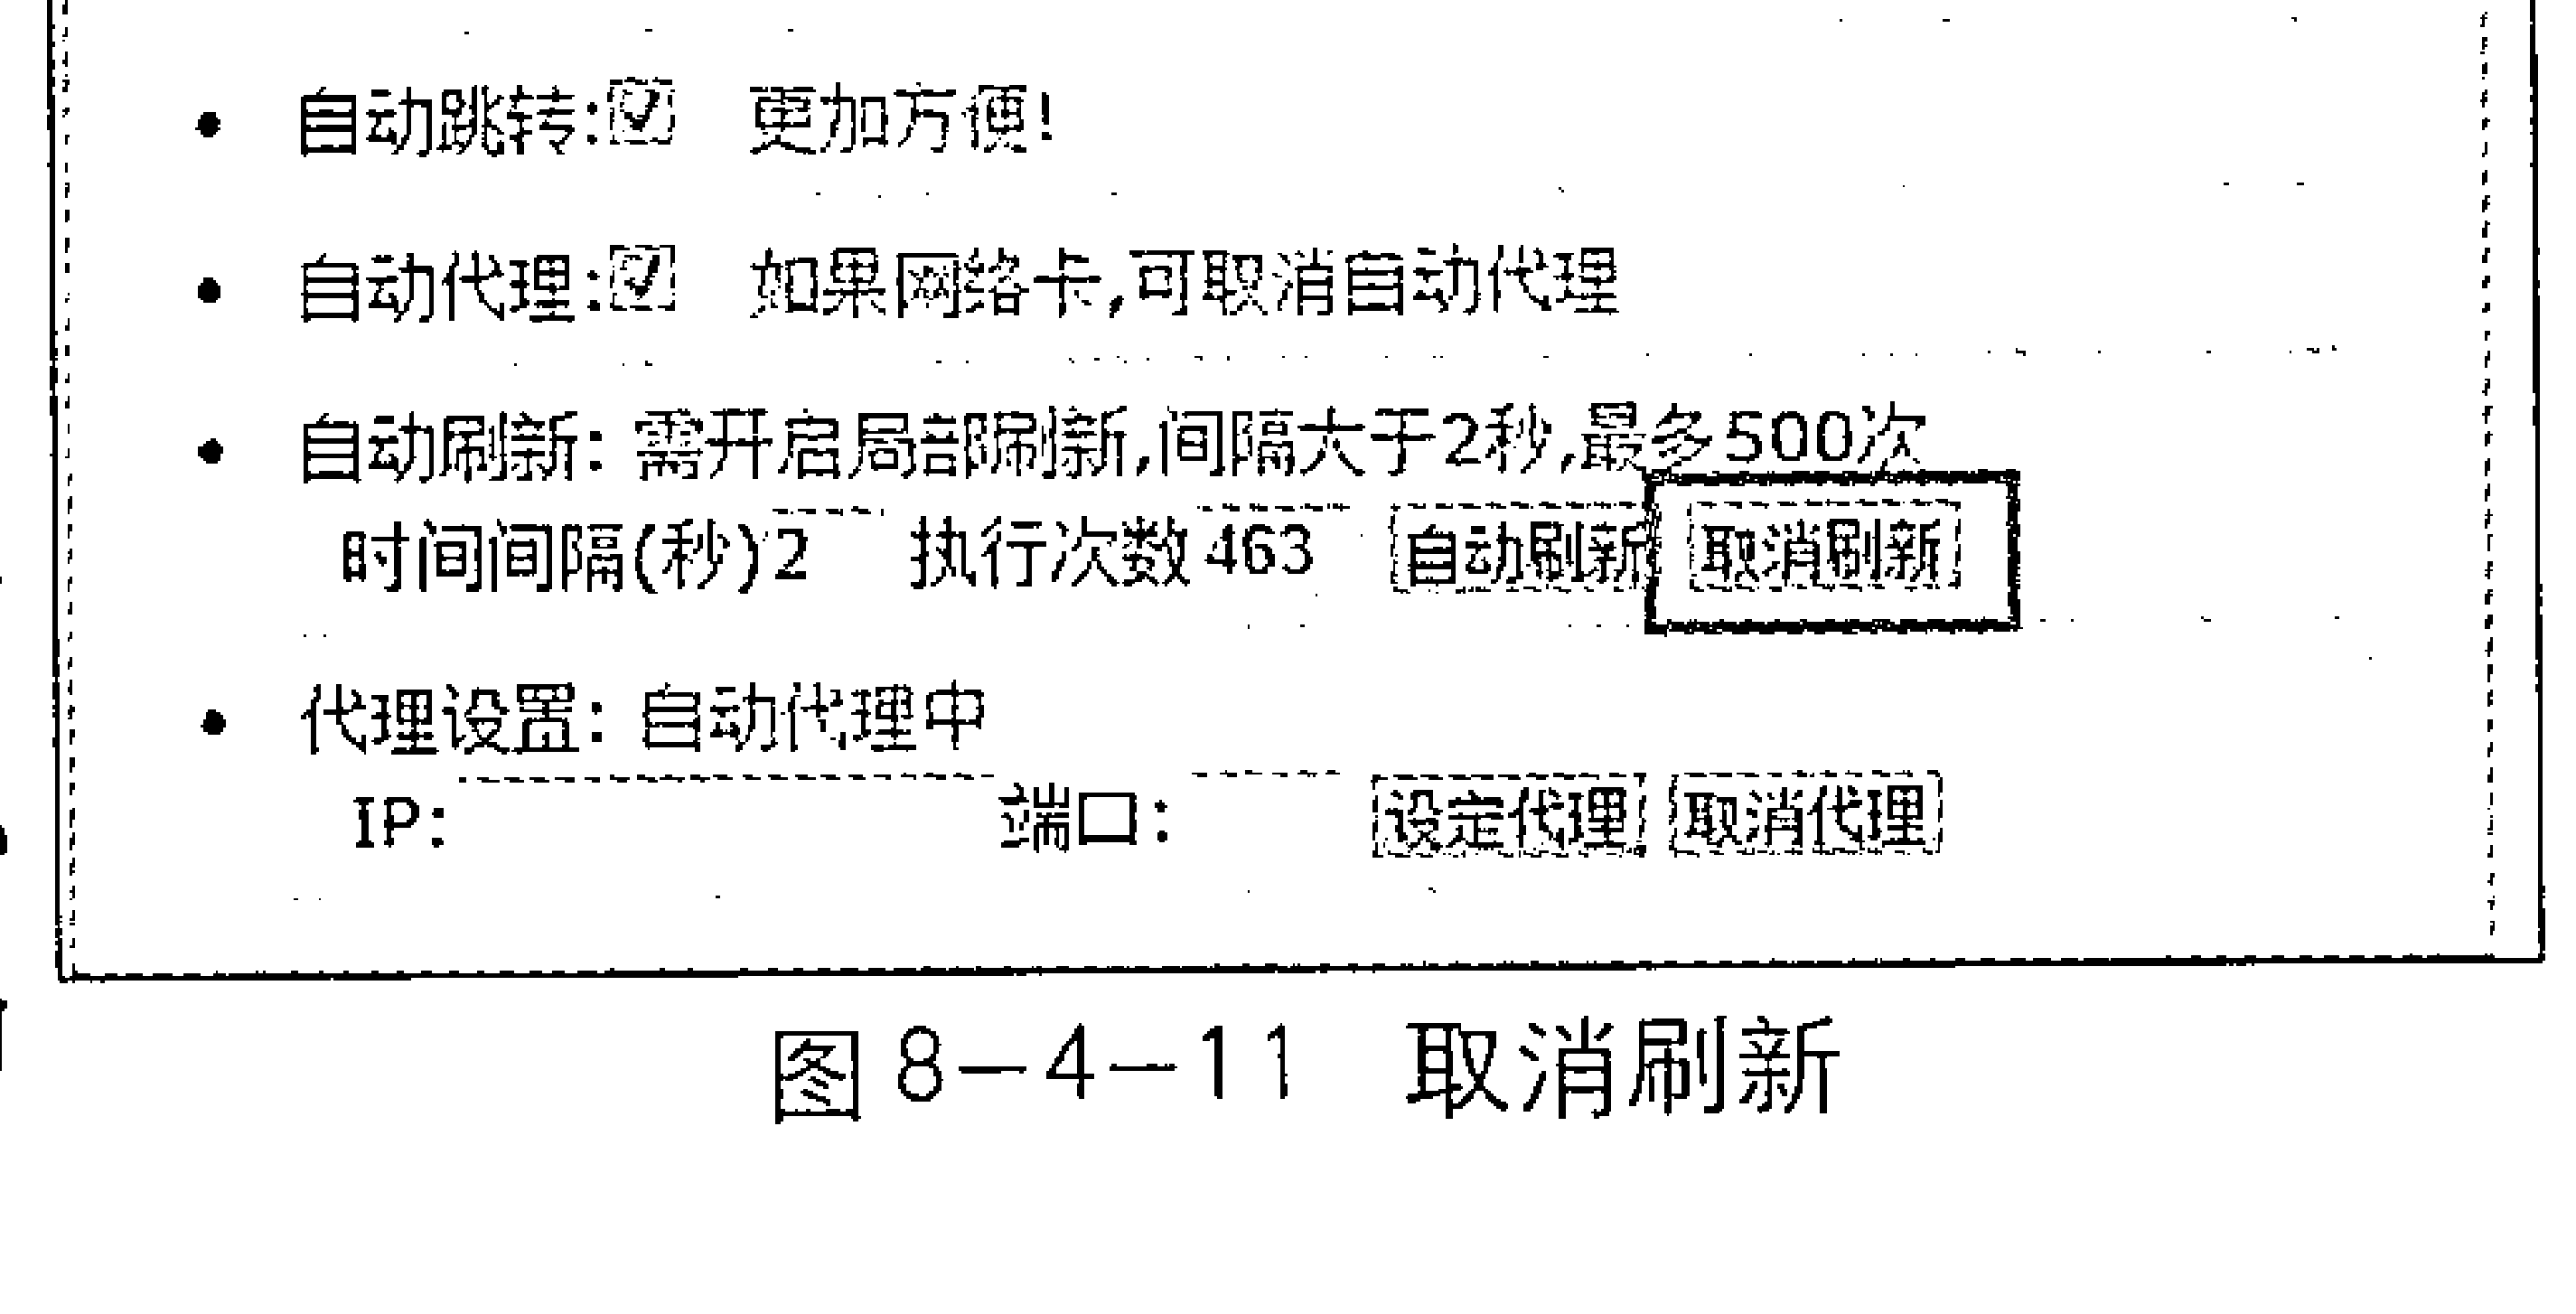 • 自动跳转:☑ 更加方便!
• 自动代理:☑ 如果网络卡,可取消自动代理
• 自动刷新: 需开启局部刷新,间隔大于2秒,最多500次
时间间隔(秒)2 执行次数463 自动刷新 取消刷新
• 代理设置: 自动代理中
IP: 端口: 设定代理 取消代理
图8-4-11 取消刷新